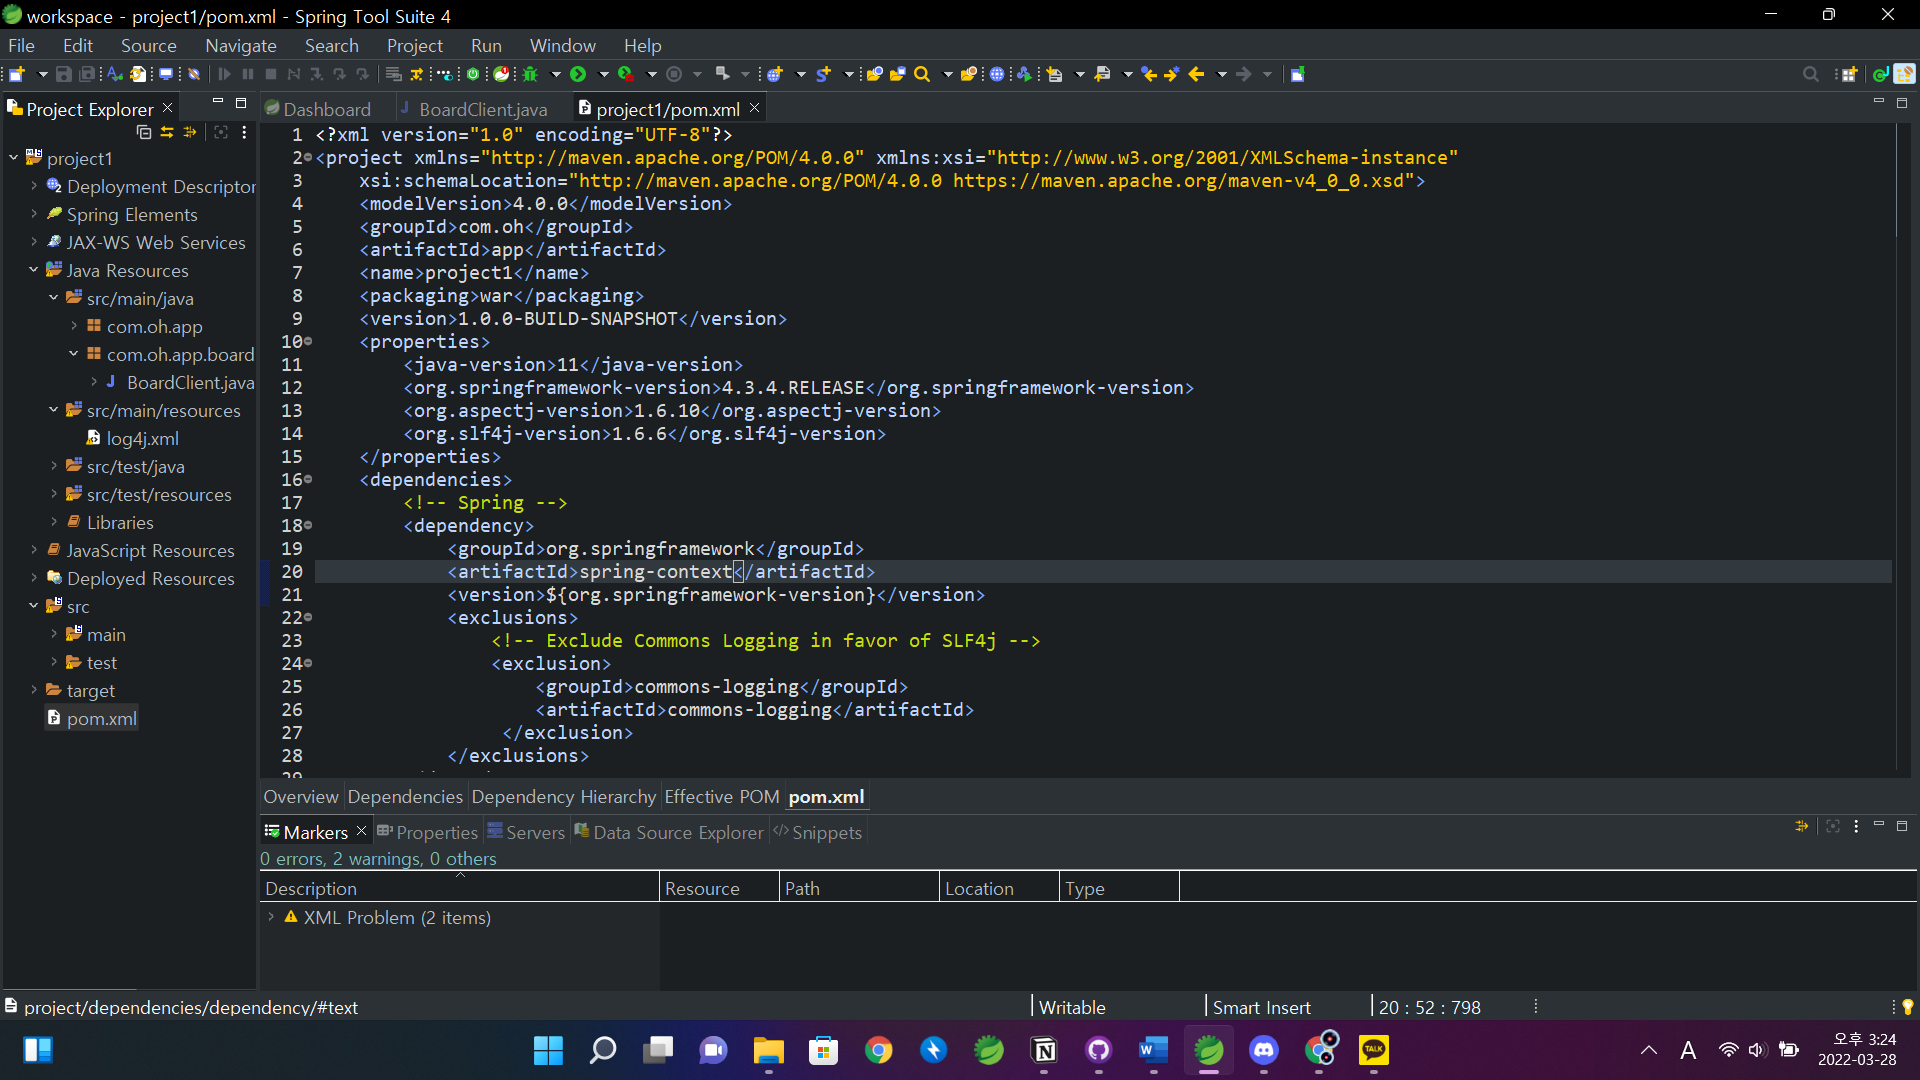 workspace - project1/pom.xml - Spring Tool Suite 4
File Edit Source Navigate Search Project Run Window Help
Project Explorer
Dashboard
BoardClient.java
project1/pom.xml
project1
Deployment Descriptor
Spring Elements
JAX-WS Web Services
Java Resources
src/main/java
com.oh.app
com.oh.app.board
BoardClient.java
src/main/resources
log4j.xml
src/test/java
src/test/resources
Libraries
JavaScript Resources
Deployed Resources
src
main
test
target
pom.xml
1 <?xml version="1.0" encoding="UTF-8"?>
2 <project xmlns="http://maven.apache.org/POM/4.0.0" xmlns:xsi="http://www.w3.org/2001/XMLSchema-instance"
3 xsi:schemaLocation="http://maven.apache.org/POM/4.0.0 https://maven.apache.org/maven-v4_0_0.xsd">
4 <modelVersion>4.0.0</modelVersion>
5 <groupId>com.oh</groupId>
6 <artifactId>app</artifactId>
7 <name>project1</name>
8 <packaging>war</packaging>
9 <version>1.0.0-BUILD-SNAPSHOT</version>
10 <properties>
11 <java-version>11</java-version>
12 <org.springframework-version>4.3.4.RELEASE</org.springframework-version>
13 <org.aspectj-version>1.6.10</org.aspectj-version>
14 <org.slf4j-version>1.6.6</org.slf4j-version>
15 </properties>
16 <dependencies>
17 <!-- Spring -->
18 <dependency>
19 <groupId>org.springframework</groupId>
20 <artifactId>spring-context</artifactId>
21 <version>${org.springframework-version}</version>
22 <exclusions>
23 <!-- Exclude Commons Logging in favor of SLF4j -->
24 <exclusion>
25 <groupId>commons-logging</groupId>
26 <artifactId>commons-logging</artifactId>
27 </exclusion>
28 </exclusions>
Overview Dependencies Dependency Hierarchy Effective POM pom.xml
Markers Properties Servers Data Source Explorer Snippets
0 errors, 2 warnings, 0 others
Description Resource Path Location Type
XML Problem (2 items)
project/dependencies/dependency/#text
Writable
Smart Insert
20 : 52 : 798
TALK
A
오후 3:24
2022-03-28